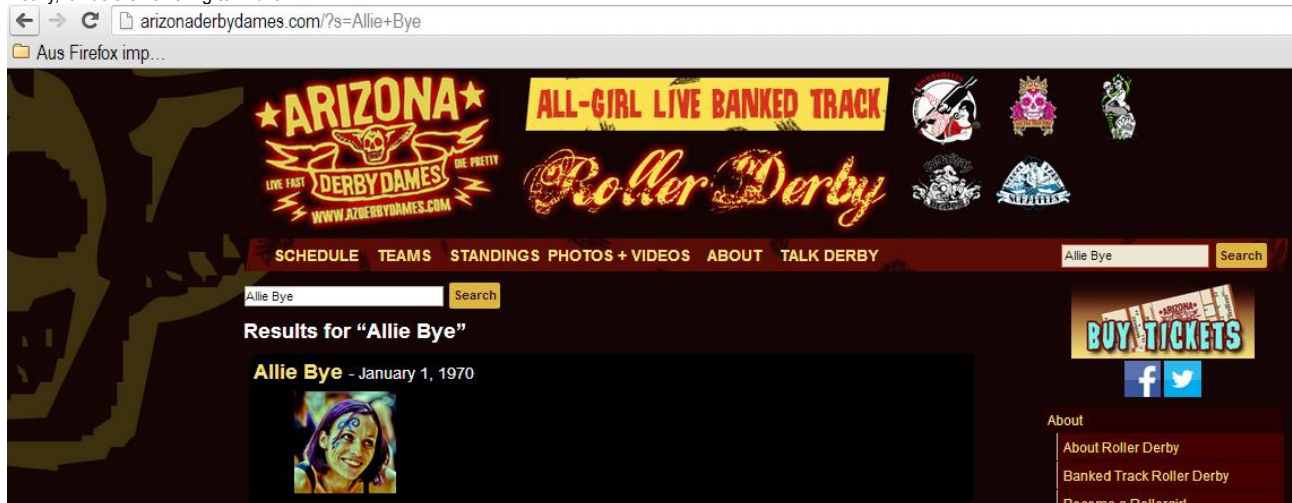 arizonaderbydames.com/?s=Allie+Bye
Aus Firefox imp...
ARIZONA
DERBY DAMES
LIVE FAST
DIE PRETTY
WWW.AZDERBYDAMES.COM
ALL-GIRL LIVE BANKED TRACK
Roller Derby
SCHEDULE TEAMS STANDINGS PHOTOS + VIDEOS ABOUT TALK DERBY
Allie Bye Search
Allie Bye Search
Results for “Allie Bye”
Allie Bye - January 1, 1970
ARIZONA
BUY TICKETS
About
About Roller Derby
Banked Track Roller Derby
Become a Rollergirl